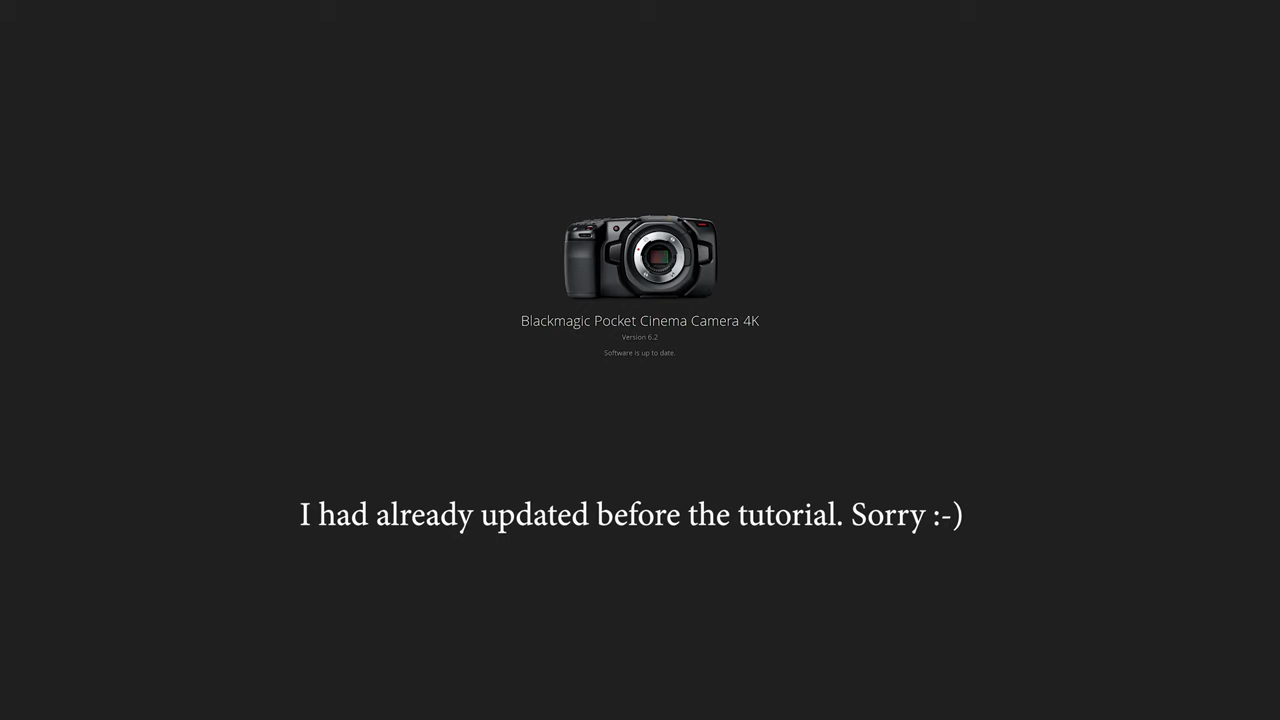 Blackmagic Pocket Cinema Camera 4K
Version 6.2
Software is up to date.
I had already updated before the tutorial. Sorry :-)